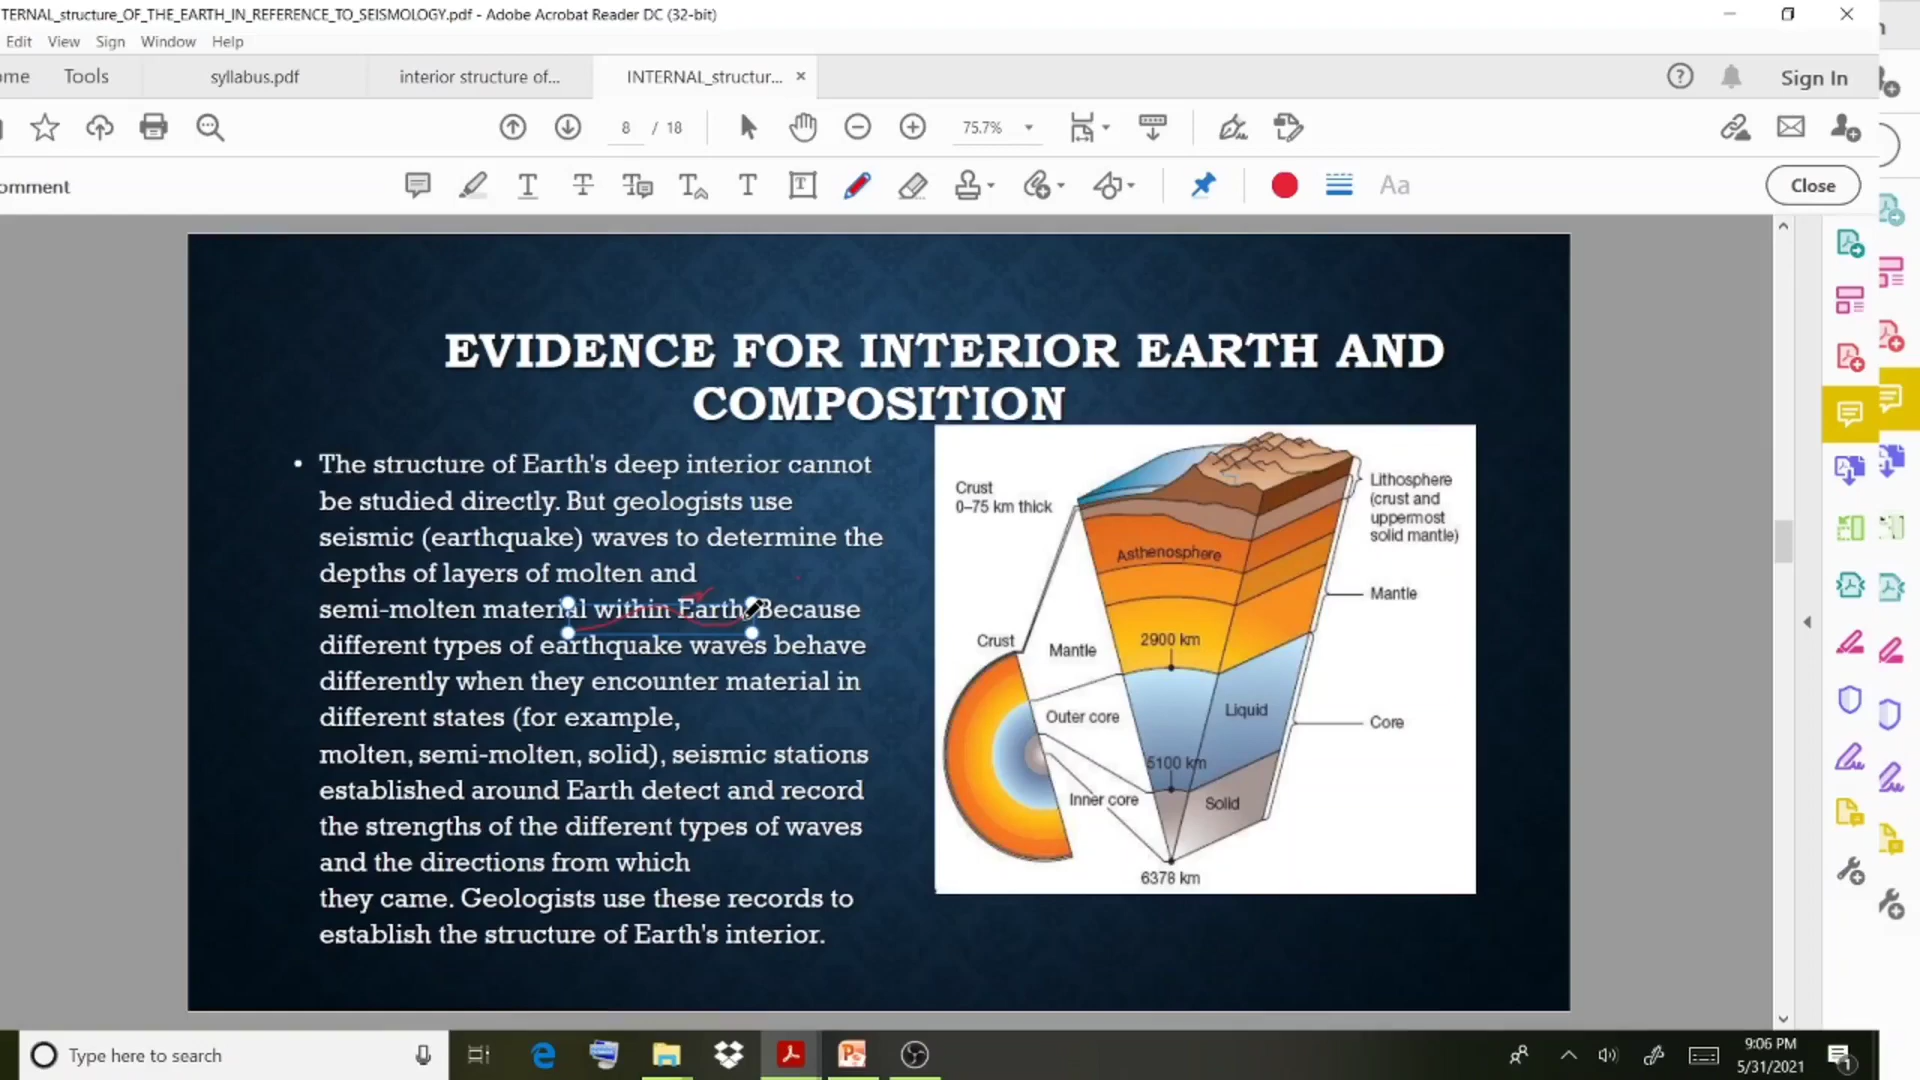 TERNAL_structure_OF_THE_EARTH_IN_REFERENCE_TO_SEISMOLOGY.pdf - Adobe Acrobat Reader DC (32-bit)
Edit View Sign Window Help
ome Tools syllabus.pdf interior structure of... INTERNAL_structur... × Sign In
8 / 18 75.7%
omment T T T T T Aa Close
EVIDENCE FOR INTERIOR EARTH AND
COMPOSITION
• The structure of Earth's deep interior cannot
be studied directly. But geologists use
seismic (earthquake) waves to determine the
depths of layers of molten and
semi-molten material within Earth. Because
different types of earthquake waves behave
differently when they encounter material in
different states (for example,
molten, semi-molten, solid), seismic stations
established around Earth detect and record
the strengths of the different types of waves
and the directions from which
they came. Geologists use these records to
establish the structure of Earth's interior.
Crust
0–75 km thick
Lithosphere
(crust and
uppermost
solid mantle)
Asthenosphere
Mantle
Crust
Mantle
2900 km
Outer core
Liquid
Core
5100 km
Inner core
Solid
6378 km
Type here to search
9:06 PM
5/31/2021
1